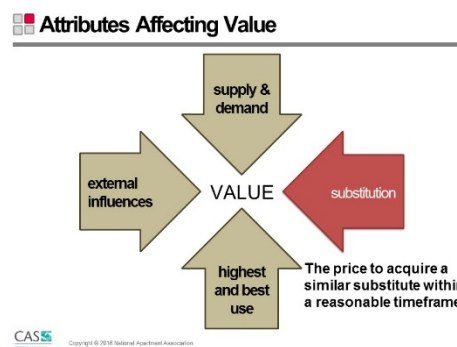 Attributes Affecting Value
supply &
demand
external
influences
VALUE
substitution
highest
and best
use
The price to acquire a
similar substitute within
a reasonable timeframe
CAS
Copyright © 2016 National Apartment Association